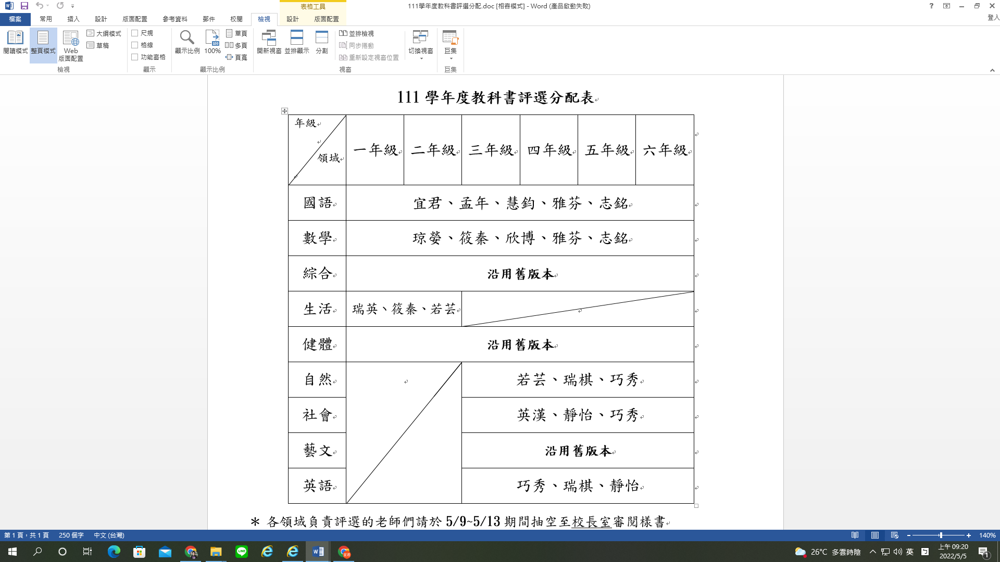 111學年度教科書評選分配.doc [相容模式] - Word (產品啟動失敗)
表格工具
檔案 常用 插入 設計 版面配置 參考資料 郵件 校閱 檢視 設計 版面配置 登入
閱讀模式 整頁模式 Web 版面配置 大綱模式 草稿
檢視
尺規 格線 功能窗格
顯示
顯示比例 100% 單頁 多頁 頁寬
顯示比例
開新視窗 並排顯示 分割 並排檢視 同步捲動 重新設定視窗位置 切換視窗
視窗
巨集
巨集
111 學年度教科書評選分配表
年級 領域 一年級 二年級 三年級 四年級 五年級 六年級
國語 宜君、孟年、慧鈞、雅芬、志銘
數學 琼嫈、筱秦、欣博、雅芬、志銘
綜合 沿用舊版本
生活 瑞英、筱秦、若芸
健體 沿用舊版本
自然 若芸、瑞棋、巧秀
社會 英漢、靜怡、巧秀
藝文 沿用舊版本
英語 巧秀、瑞棋、靜怡
＊ 各領域負責評選的老師們請於 5/9~5/13 期間抽空至校長室審閱樣書
第 1 頁，共 1 頁 250 個字 中文 (台灣) 140%
26°C 多雲時陰 英 上午 09:20
2022/5/5